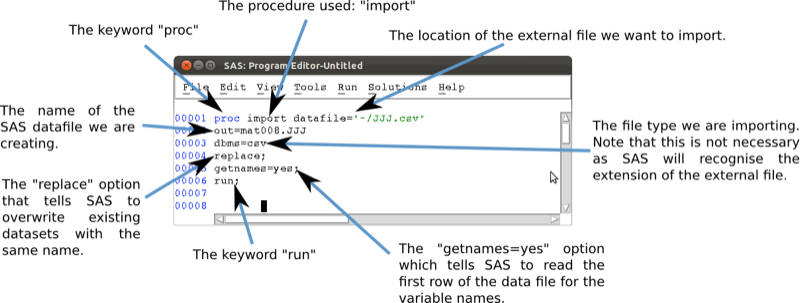 The procedure used: "import"
The keyword "proc"
The location of the external file we want to import.
SAS: Program Editor-Untitled
File Edit View Tools Run Solutions Help
The name of the
SAS datafile we are
creating.
00001 proc import datafile='~/JJJ.csv'
00002 out=mat008.JJJ
00003 dbms=csv
00004 replace;
00005 getnames=yes;
00006 run;
00007
00008
The file type we are importing.
Note that this is not necessary
as SAS will recognise the
extension of the external file.
The "replace" option
that tells SAS to
overwrite existing
datasets with the
same name.
The keyword "run"
The "getnames=yes" option
which tells SAS to read the
first row of the data file for the
variable names.